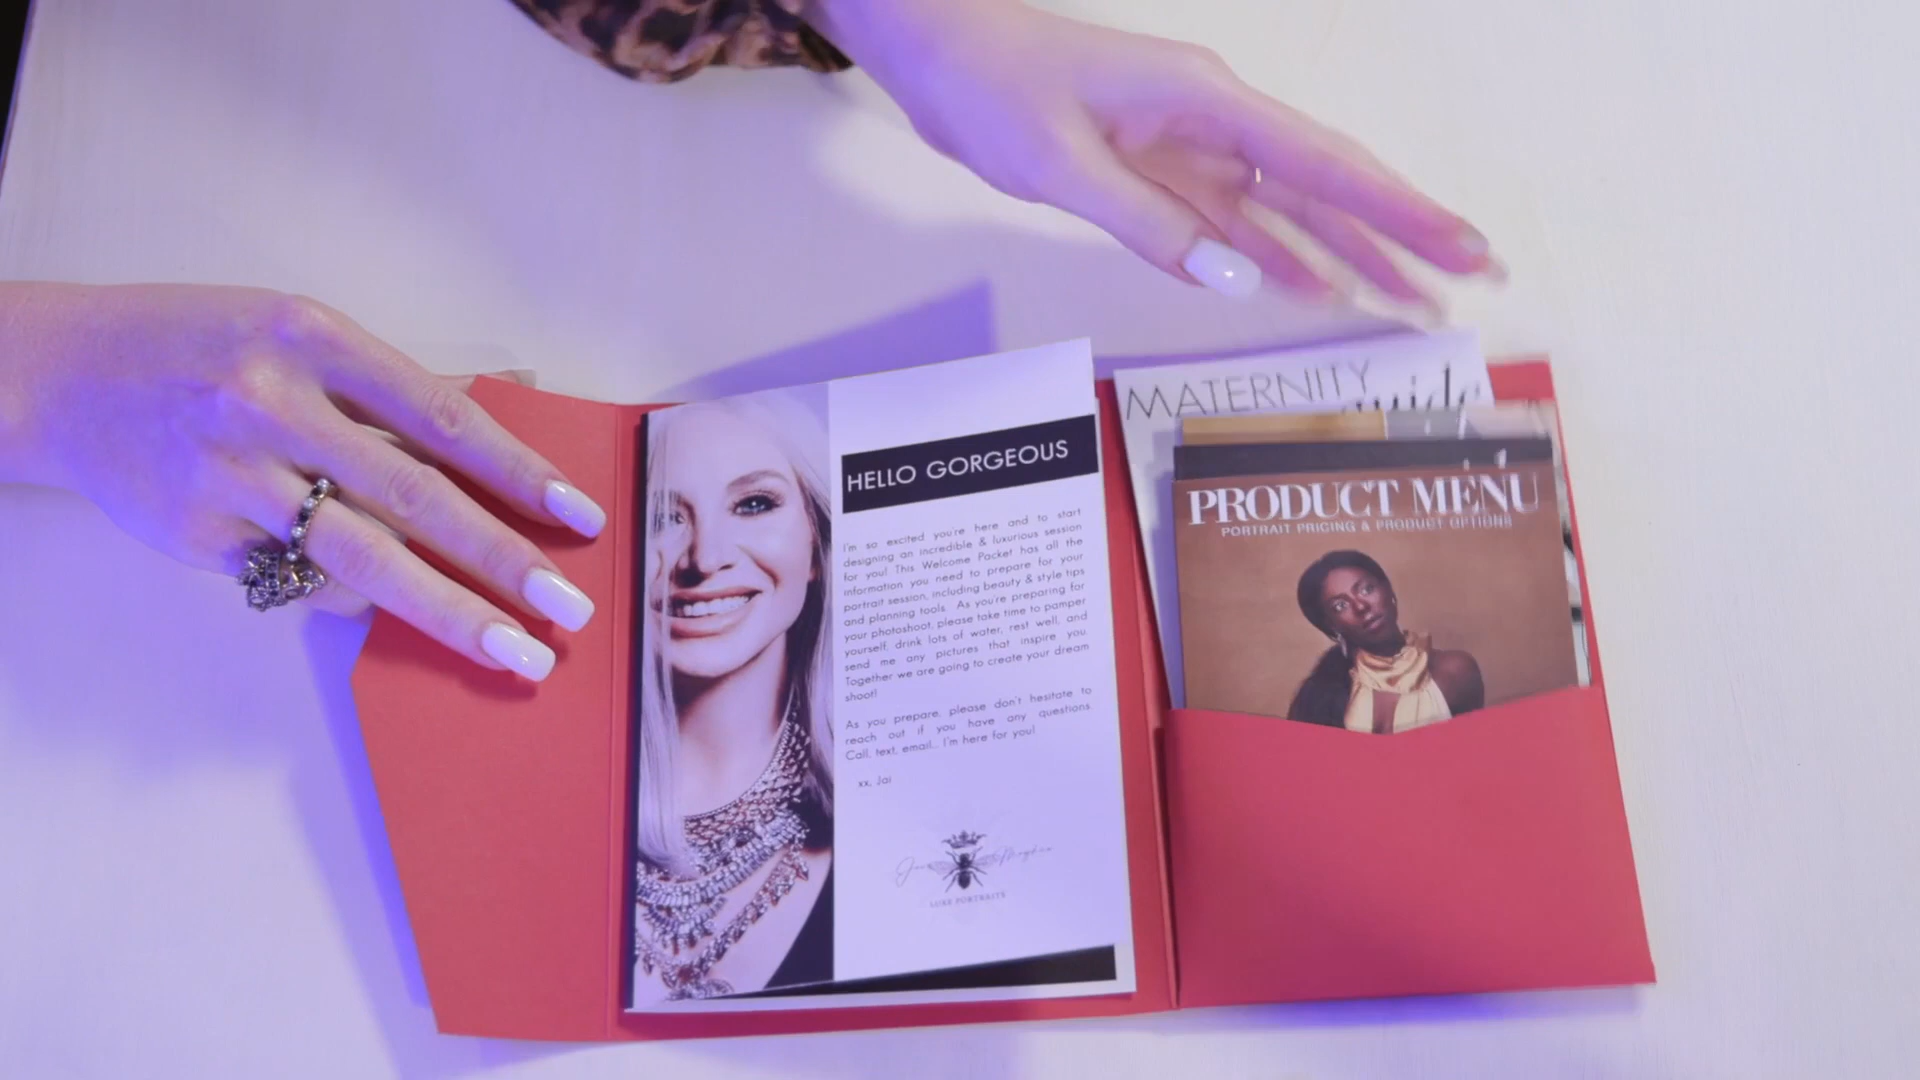 HELLO GORGEOUS
I'm so excited you're here and to start
designing an incredible & luxurious session
for you! This Welcome Packet has all the
information you need to prepare for your
portrait session, including beauty & style tips
and planning tools. As you're preparing for
your photoshoot, please take time to pamper
yourself, drink lots of water, rest well, and
send me any pictures that inspire you.
Together we are going to create your dream
shoot!
As you prepare, please don't hesitate to
reach out if you have any questions.
Call, text, email... I'm here for you!
xx, Jai
LUXE PORTRAITS
MATERNITY
guide
PRODUCT MENU
PORTRAIT PRICING & PRODUCT OPTIONS